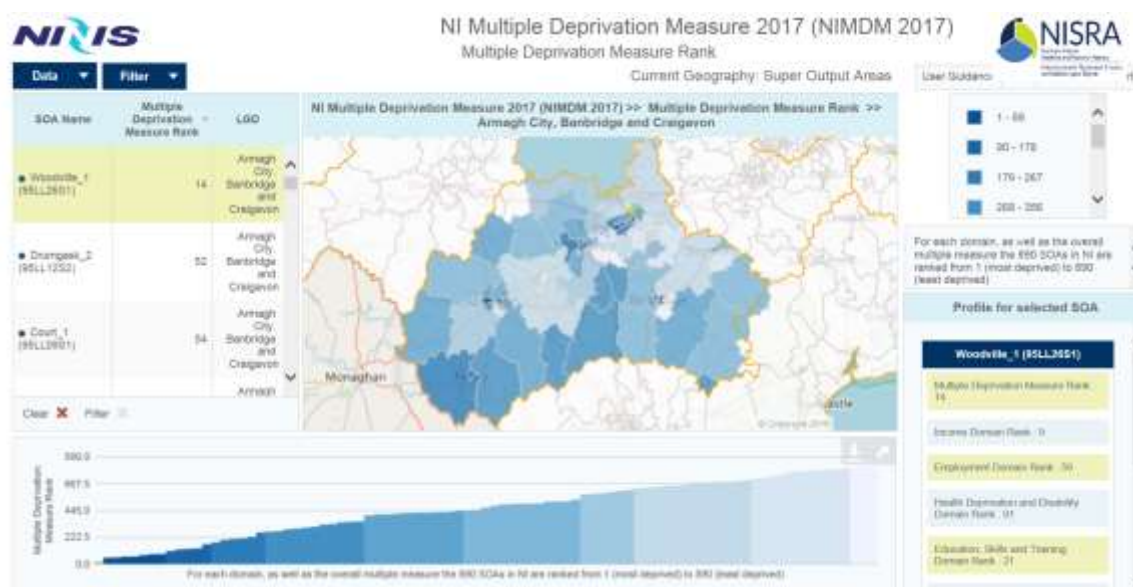 NINIS
NI Multiple Deprivation Measure 2017 (NIMDM 2017)
Multiple Deprivation Measure Rank
NISRA
Data
Filter
Current Geography: Super Output Areas
User Guidance
SOA Name
Multiple
Deprivation
Measure Rank
LGD
NI Multiple Deprivation Measure 2017 (NIMDM 2017) >> Multiple Deprivation Measure Rank >>
Armagh City, Banbridge and Craigavon
Woodville_1
(95LL26S1)
14
Armagh
City,
Banbridge
and
Craigavon
Drumgask_2
(95LL12S2)
52
Armagh
City,
Banbridge
and
Craigavon
Court_1
54
Armagh
City,
Banbridge
and
Craigavon
Armagh
Clear
Filter
Monaghan
© Copyright
179 - 267
For each domain, as well as the overall
multiple measure the 890 SOAs in NI are
ranked from 1 (most deprived) to 890
(least deprived)
Profile for selected SOA
Woodville_1 (95LL26S1)
Multiple Deprivation Measure Rank :
14
Income Domain Rank :
Employment Domain Rank :
Health Deprivation and Disability
Domain Rank :
Education, Skills and Training
Domain Rank : 21
Multiple Deprivation
Measure Rank
890.0
667.5
445.0
222.5
0.0
For each domain, as well as the overall multiple measure the 890 SOAs in NI are ranked from 1 (most deprived) to 890 (least deprived)